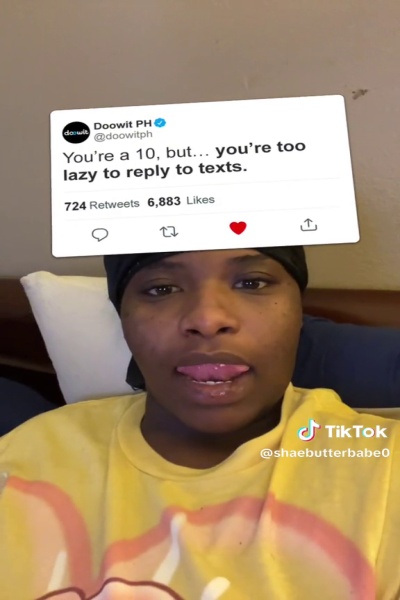 doowit
Doowit PH
@doowitph
You're a 10, but... you're too
lazy to reply to texts.
724 Retweets 6,883 Likes
TikTok
@shaebutterbabe0